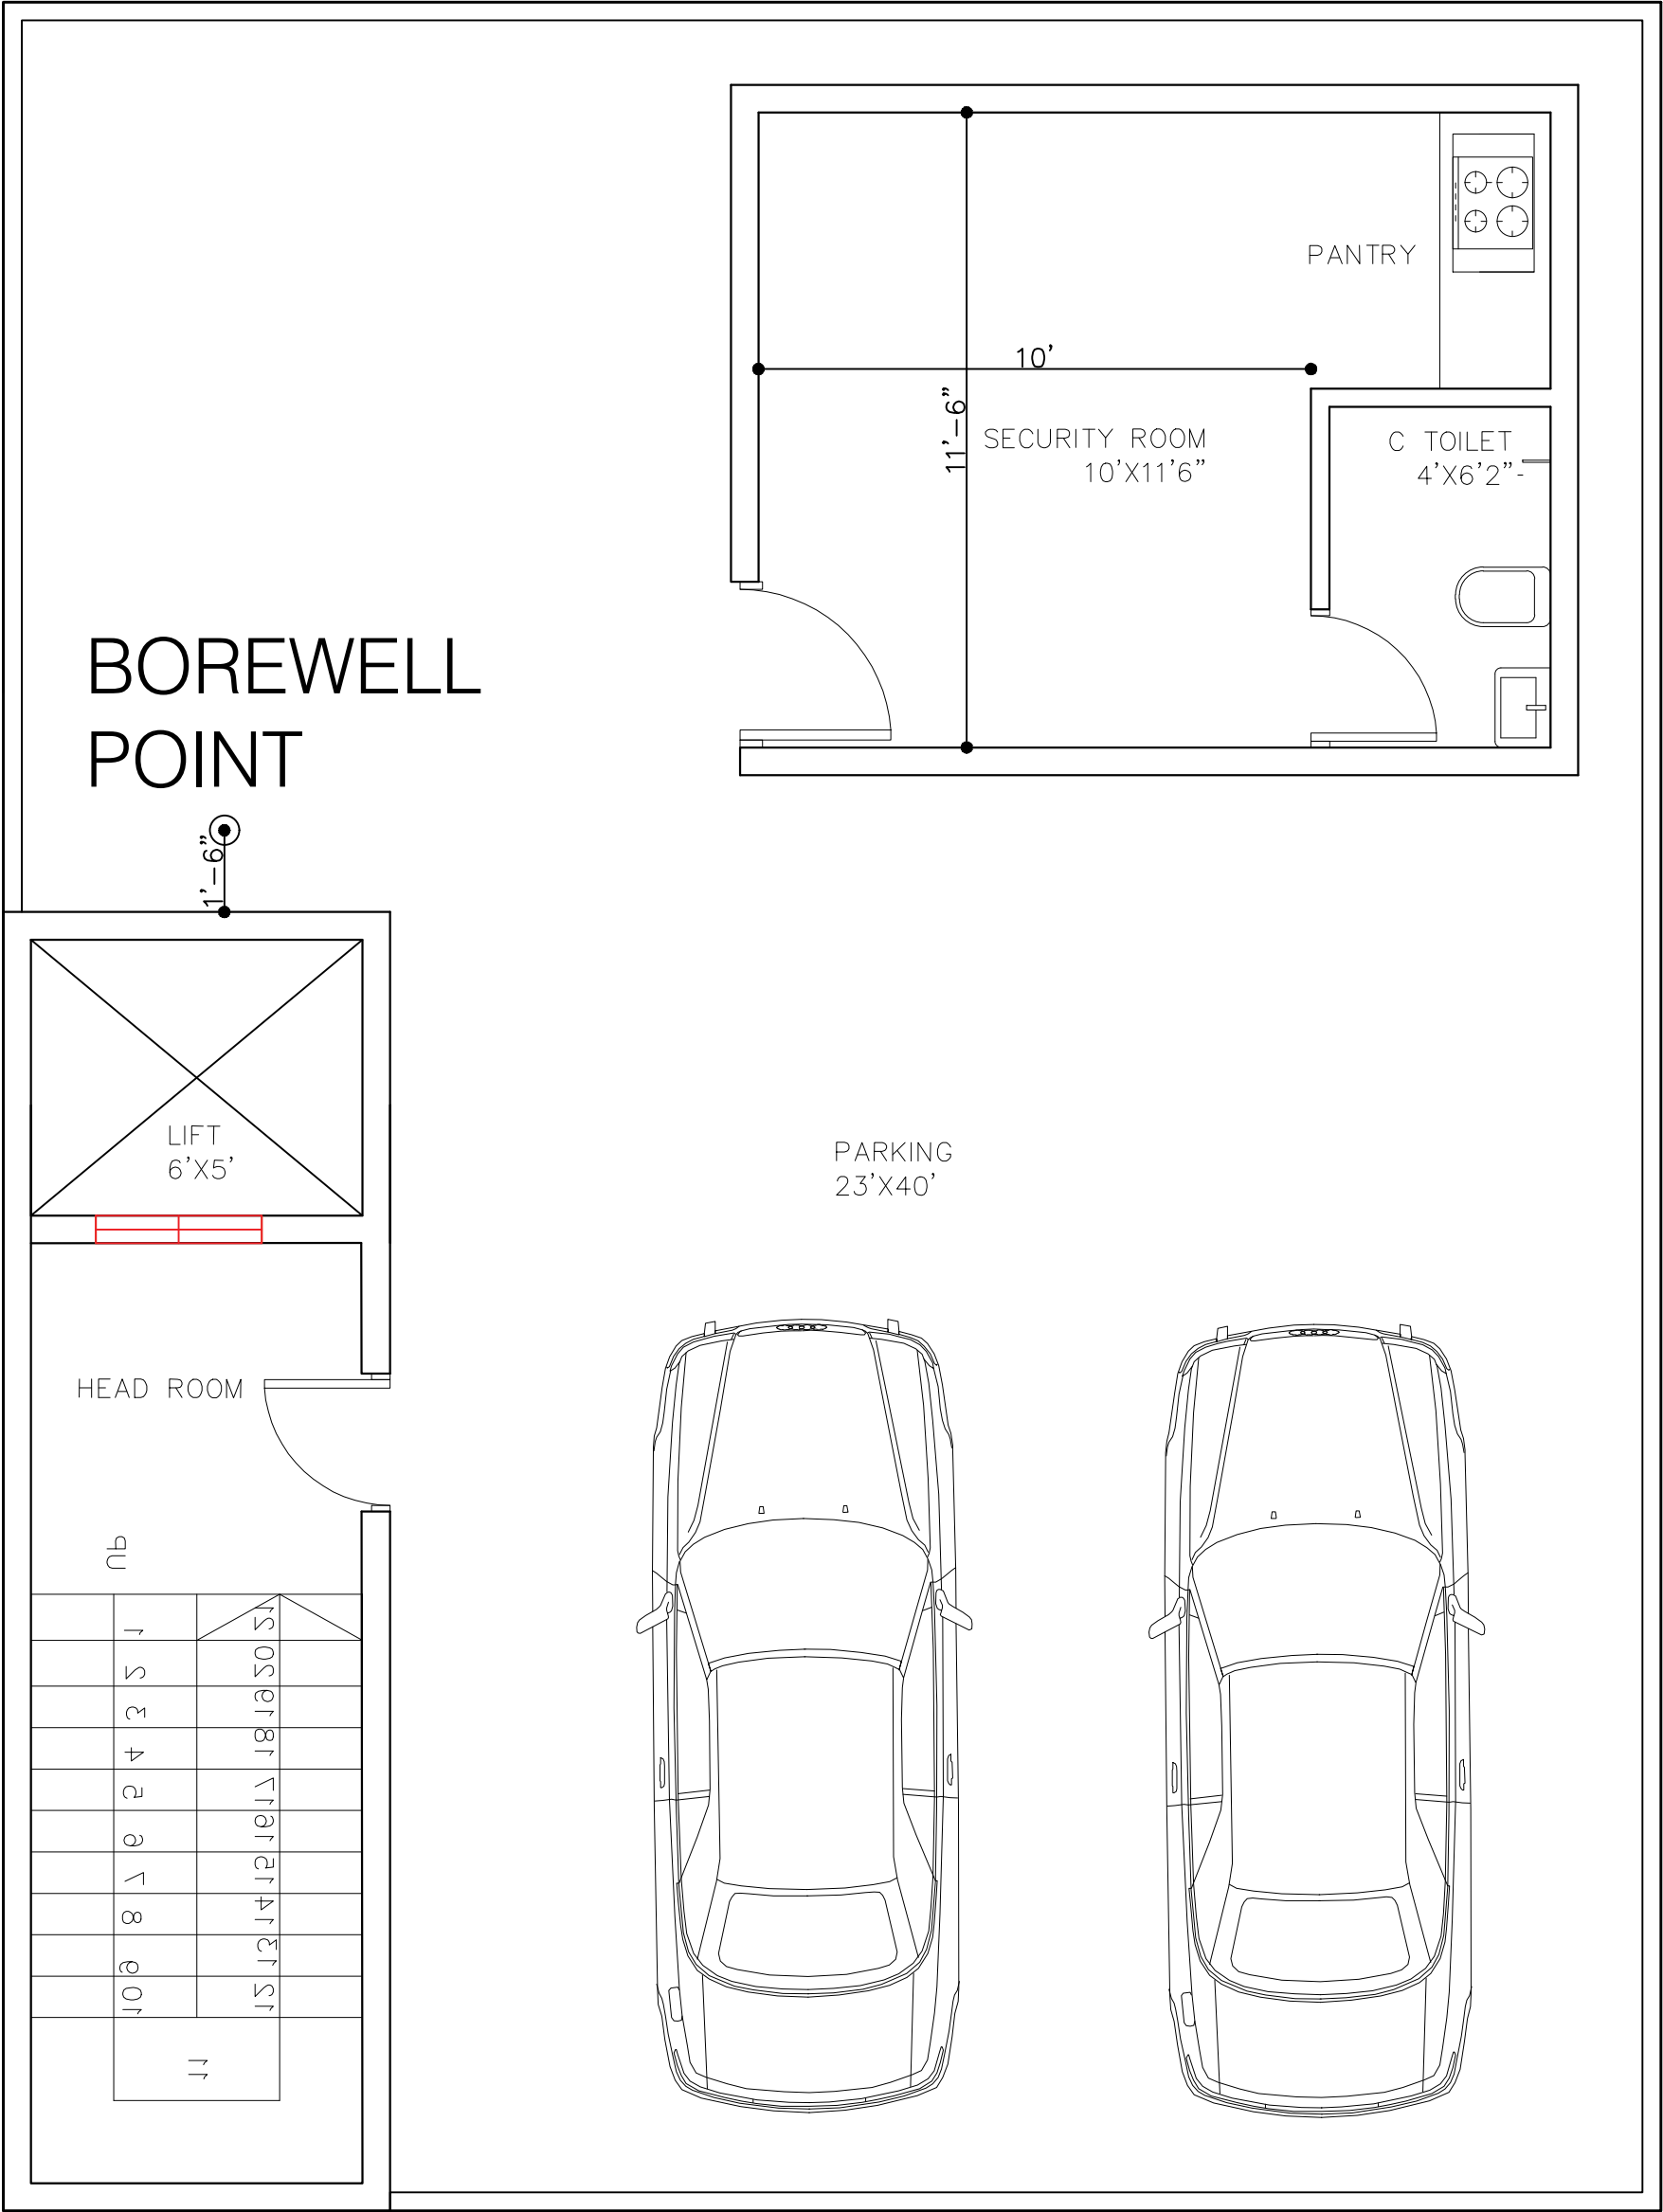 PANTRY
10'
11'-6"
SECURITY ROOM
10'X11'6"
C TOILET
4'X6'2"-
BOREWELL
POINT
1'-6"
LIFT
6'X5'
PARKING
23'X40'
HEAD ROOM
UP
1
2
3
4
5
6
7
8
9
10
11
12
13
14
15
16
17
18
19
20
21